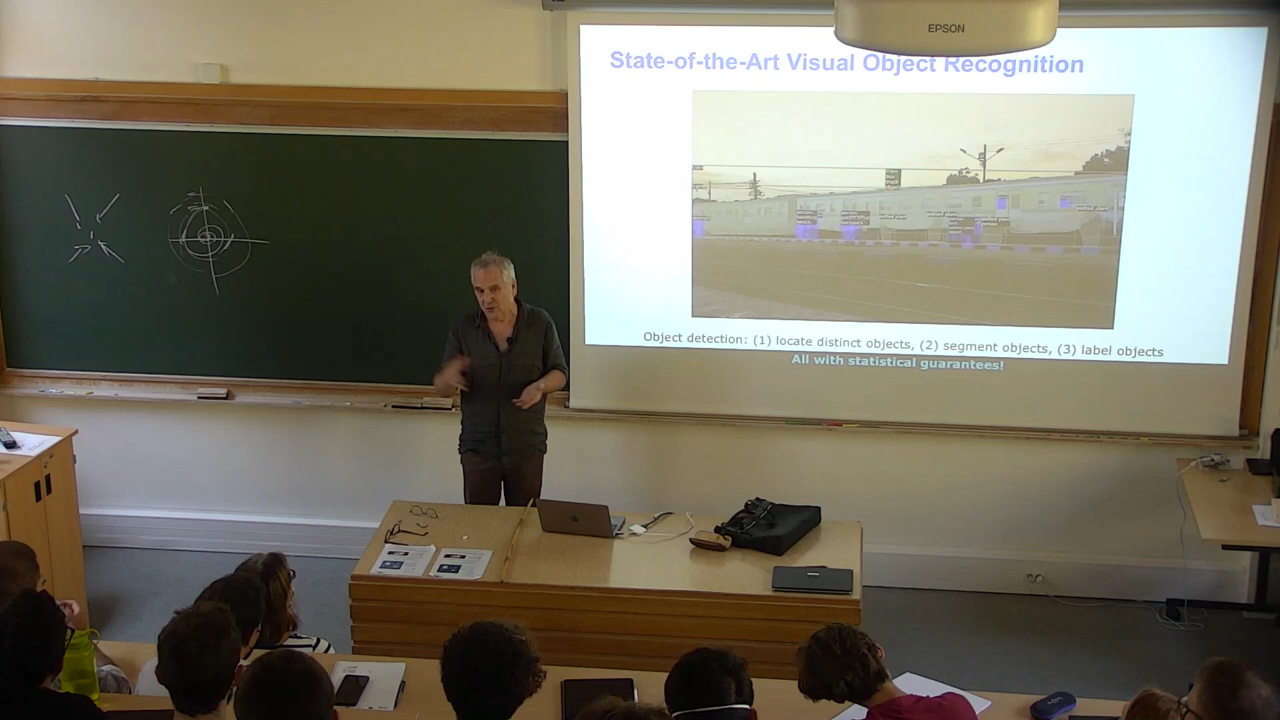 EPSON
State-of-the-Art Visual Object Recognition
Object detection: (1) locate distinct objects, (2) segment objects, (3) label objects
All with statistical guarantees!